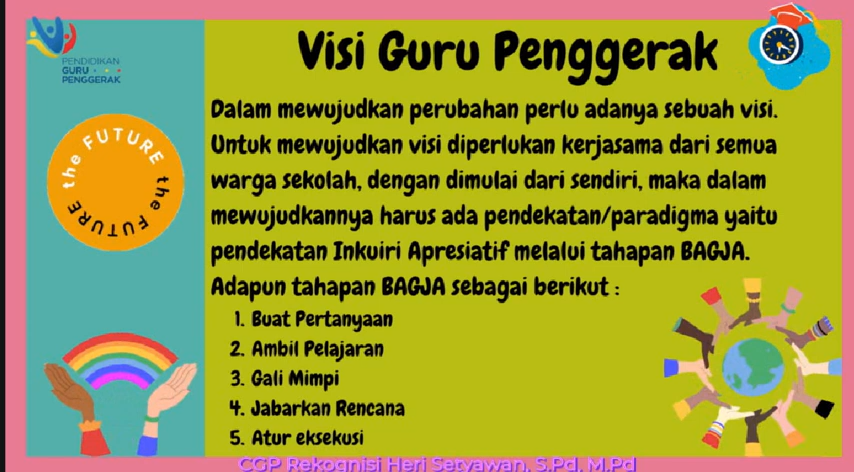 PENDIDIKAN
GURU
PENGGERAK
Visi Guru Penggerak
the FUTURE the FUTURE
Dalam mewujudkan perubahan perlu adanya sebuah visi.
Untuk mewujudkan visi diperlukan kerjasama dari semua
warga sekolah, dengan dimulai dari sendiri, maka dalam
mewujudkannya harus ada pendekatan/paradigma yaitu
pendekatan Inkuiri Apresiatif melalui tahapan BAGJA.
Adapun tahapan BAGJA sebagai berikut :
1. Buat Pertanyaan
2. Ambil Pelajaran
3. Gali Mimpi
4. Jabarkan Rencana
5. Atur eksekusi
CGP Rekognisi Heri Setyawan, S.Pd, M.Pd